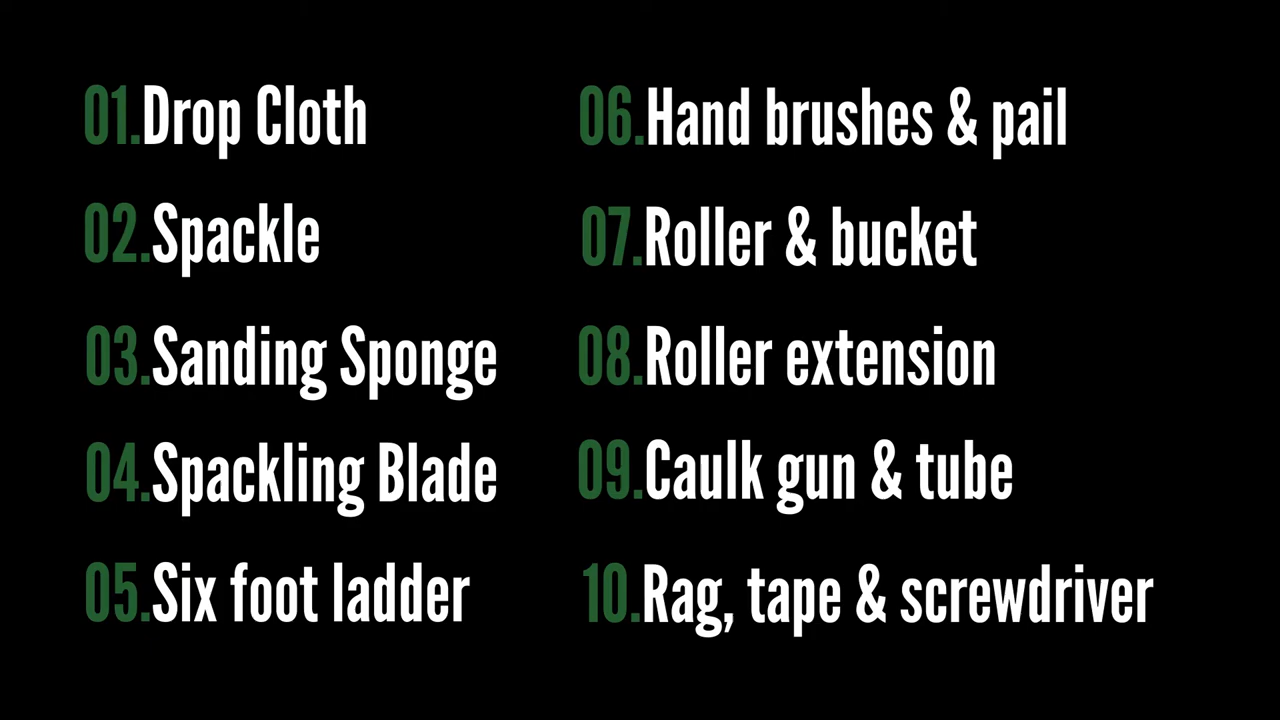 01.Drop Cloth
02.Spackle
03.Sanding Sponge
04.Spackling Blade
05.Six foot ladder
06.Hand brushes & pail
07.Roller & bucket
08.Roller extension
09.Caulk gun & tube
10.Rag, tape & screwdriver